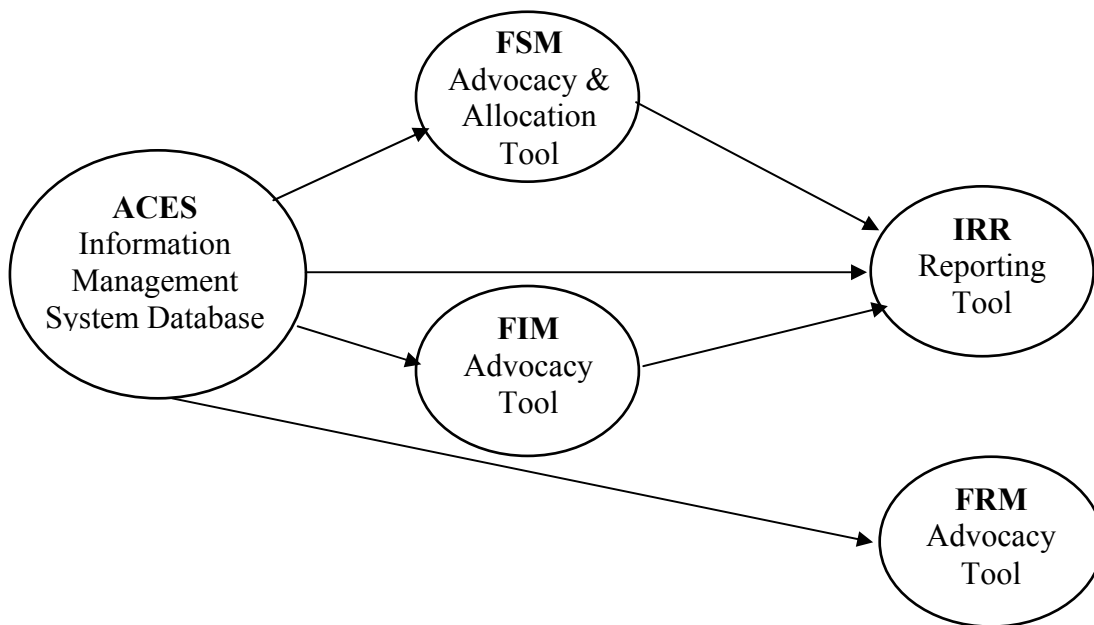 FSM
Advocacy &
Allocation
Tool
ACES
Information
Management
System Database
IRR
Reporting
Tool
FIM
Advocacy
Tool
FRM
Advocacy
Tool